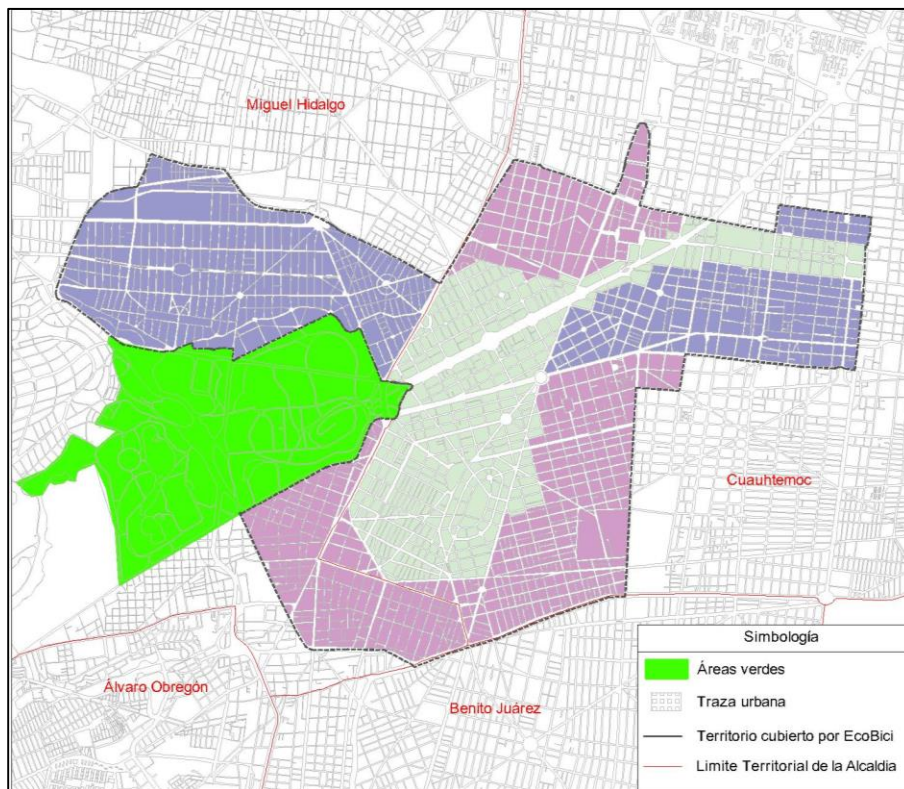 Miguel Hidalgo
Cuauhtemoc
Álvaro Obregón
Benito Juárez
Simbología
Áreas verdes
Traza urbana
Territorio cubierto por EcoBici
Limite Territorial de la Alcaldia